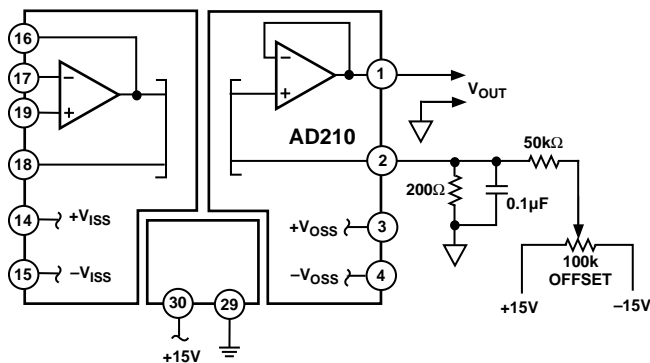 16
17
19
18
14
15
+VISS
−VISS
−
+
−
+
AD210
1
2
3
4
+VOSS
−VOSS
30
29
+15V
VOUT
50kΩ
200Ω
0.1µF
100k
OFFSET
+15V
−15V